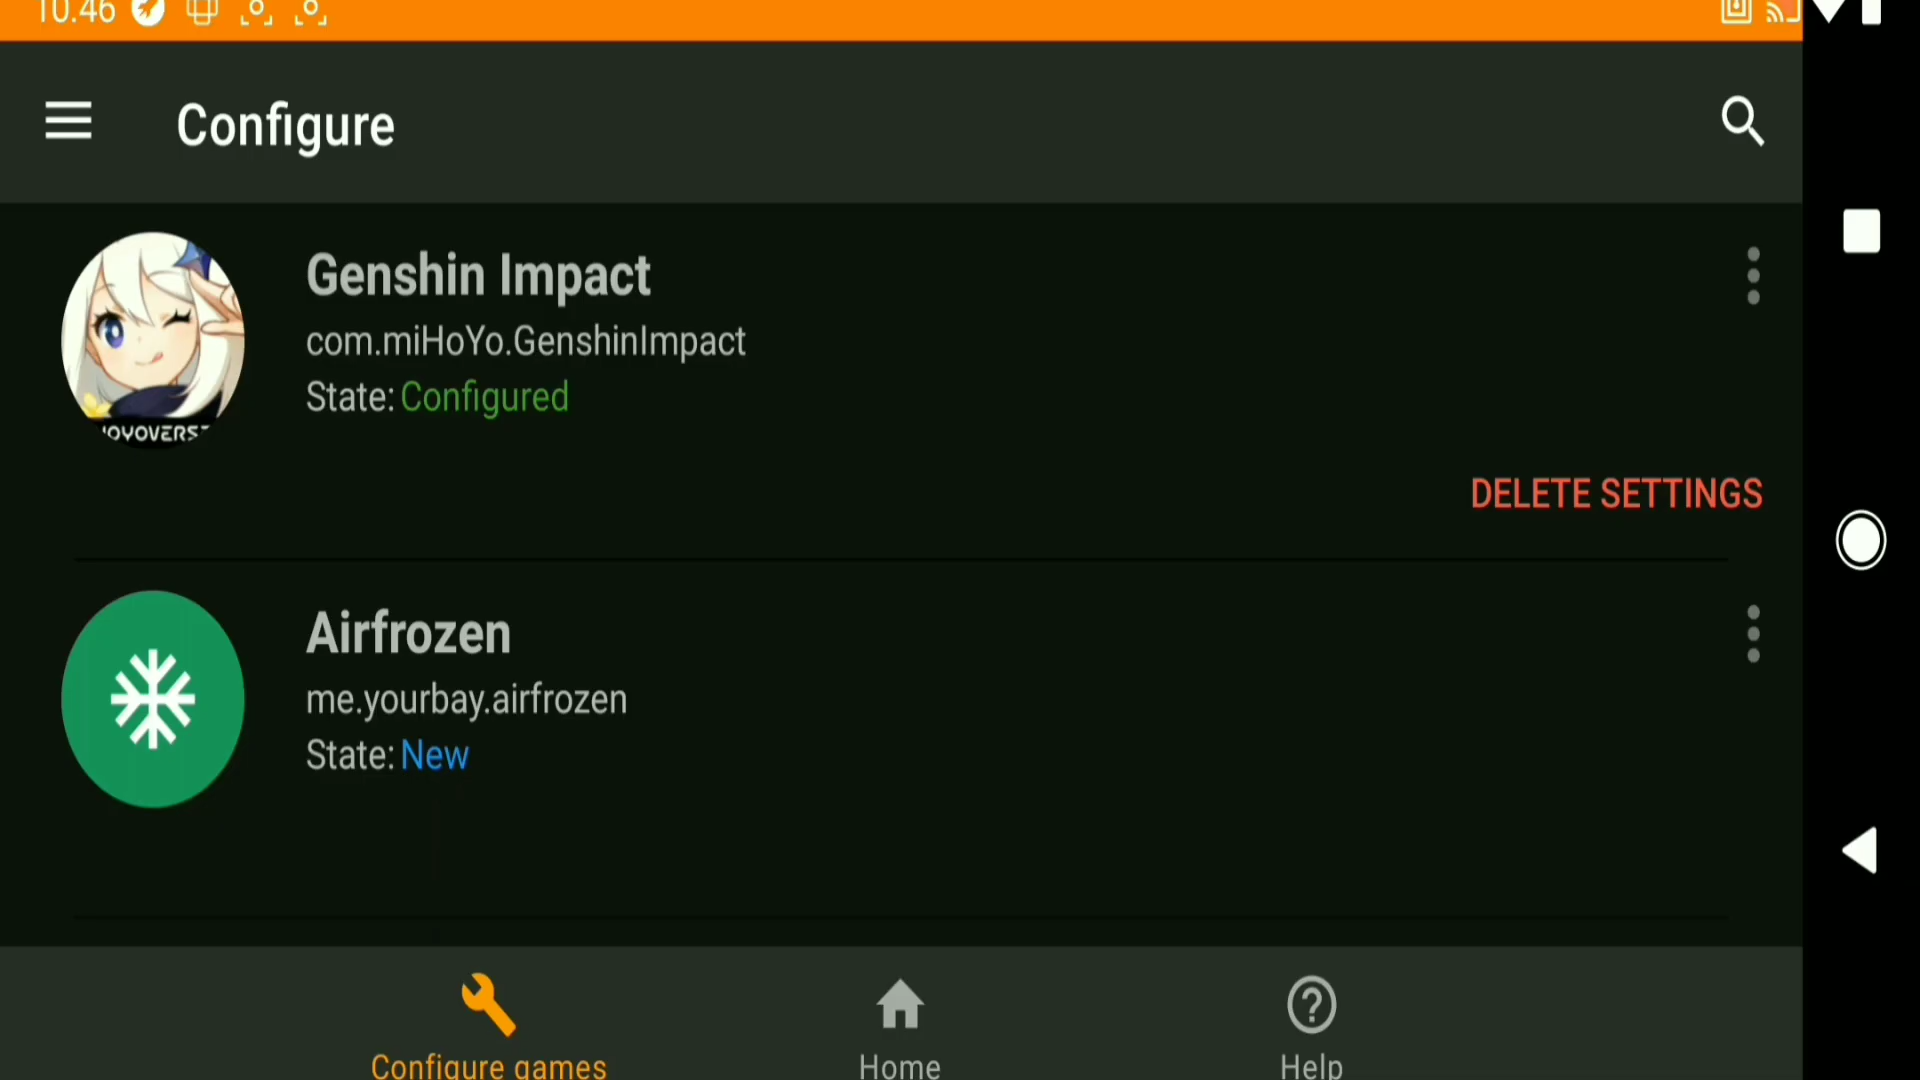 10.46
Configure
Genshin Impact
com.miHoYo.GenshinImpact
State: Configured
DELETE SETTINGS
Airfrozen
me.yourbay.airfrozen
State: New
Configure games
Home
Help